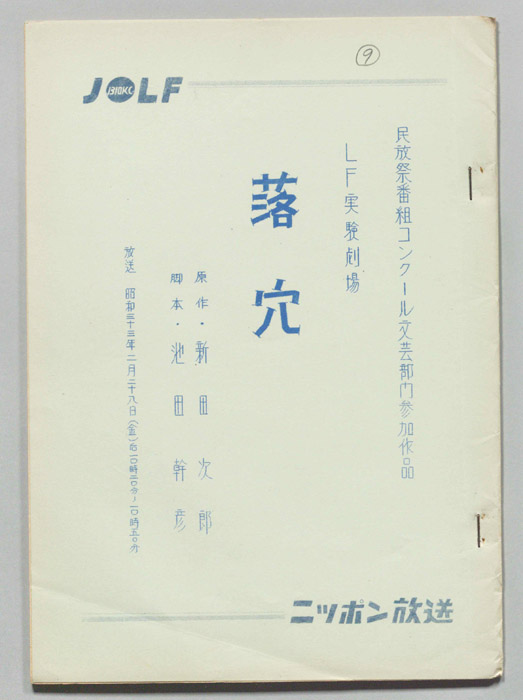 ⑨
JOLF
1310KC
民放祭番組コンクール文芸部門参加作品
LF実験劇場
落穴
原作・新田次郎
脚本・池田幹彦
放送 昭和三十三年二月二十八日(金)后一〇時二〇分~一〇時五〇分
ニッポン放送